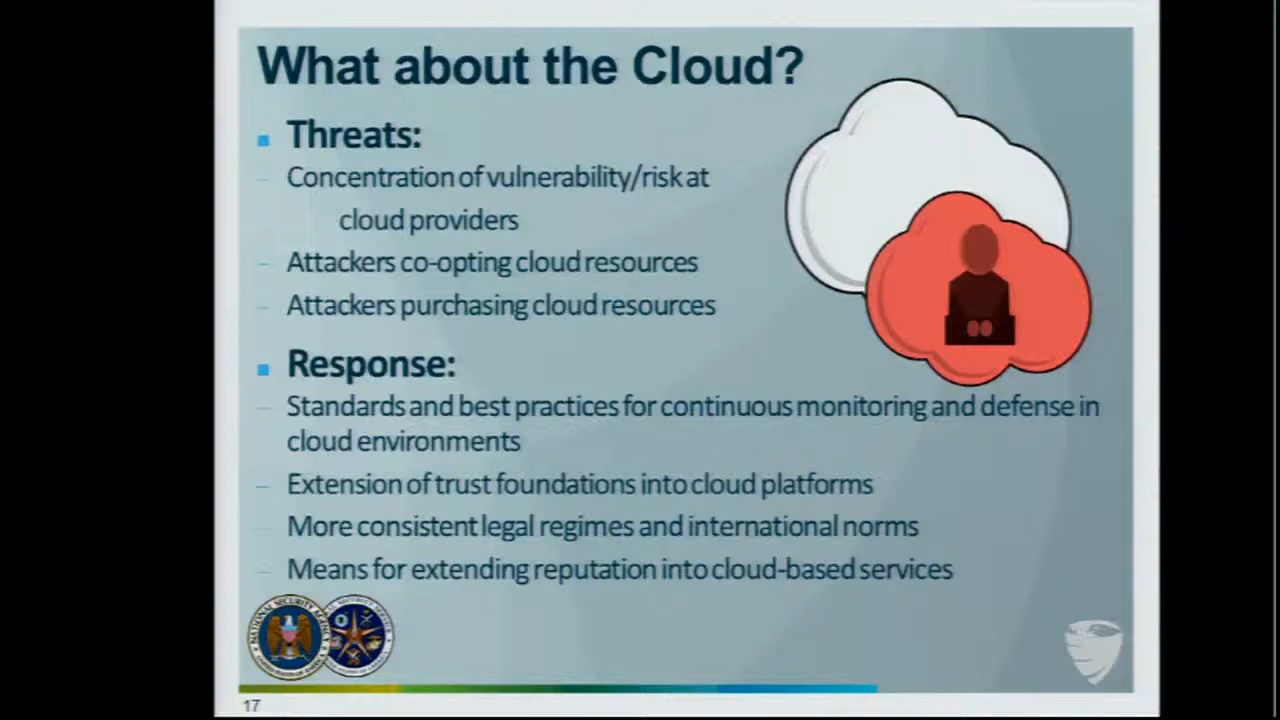 What about the Cloud?
Threats:
Concentration of vulnerability/risk at
cloud providers
Attackers co-opting cloud resources
Attackers purchasing cloud resources
Response:
Standards and best practices for continuous monitoring and defense in
cloud environments
Extension of trust foundations into cloud platforms
More consistent legal regimes and international norms
Means for extending reputation into cloud-based services
NATIONAL SECURITY AGENCY
17